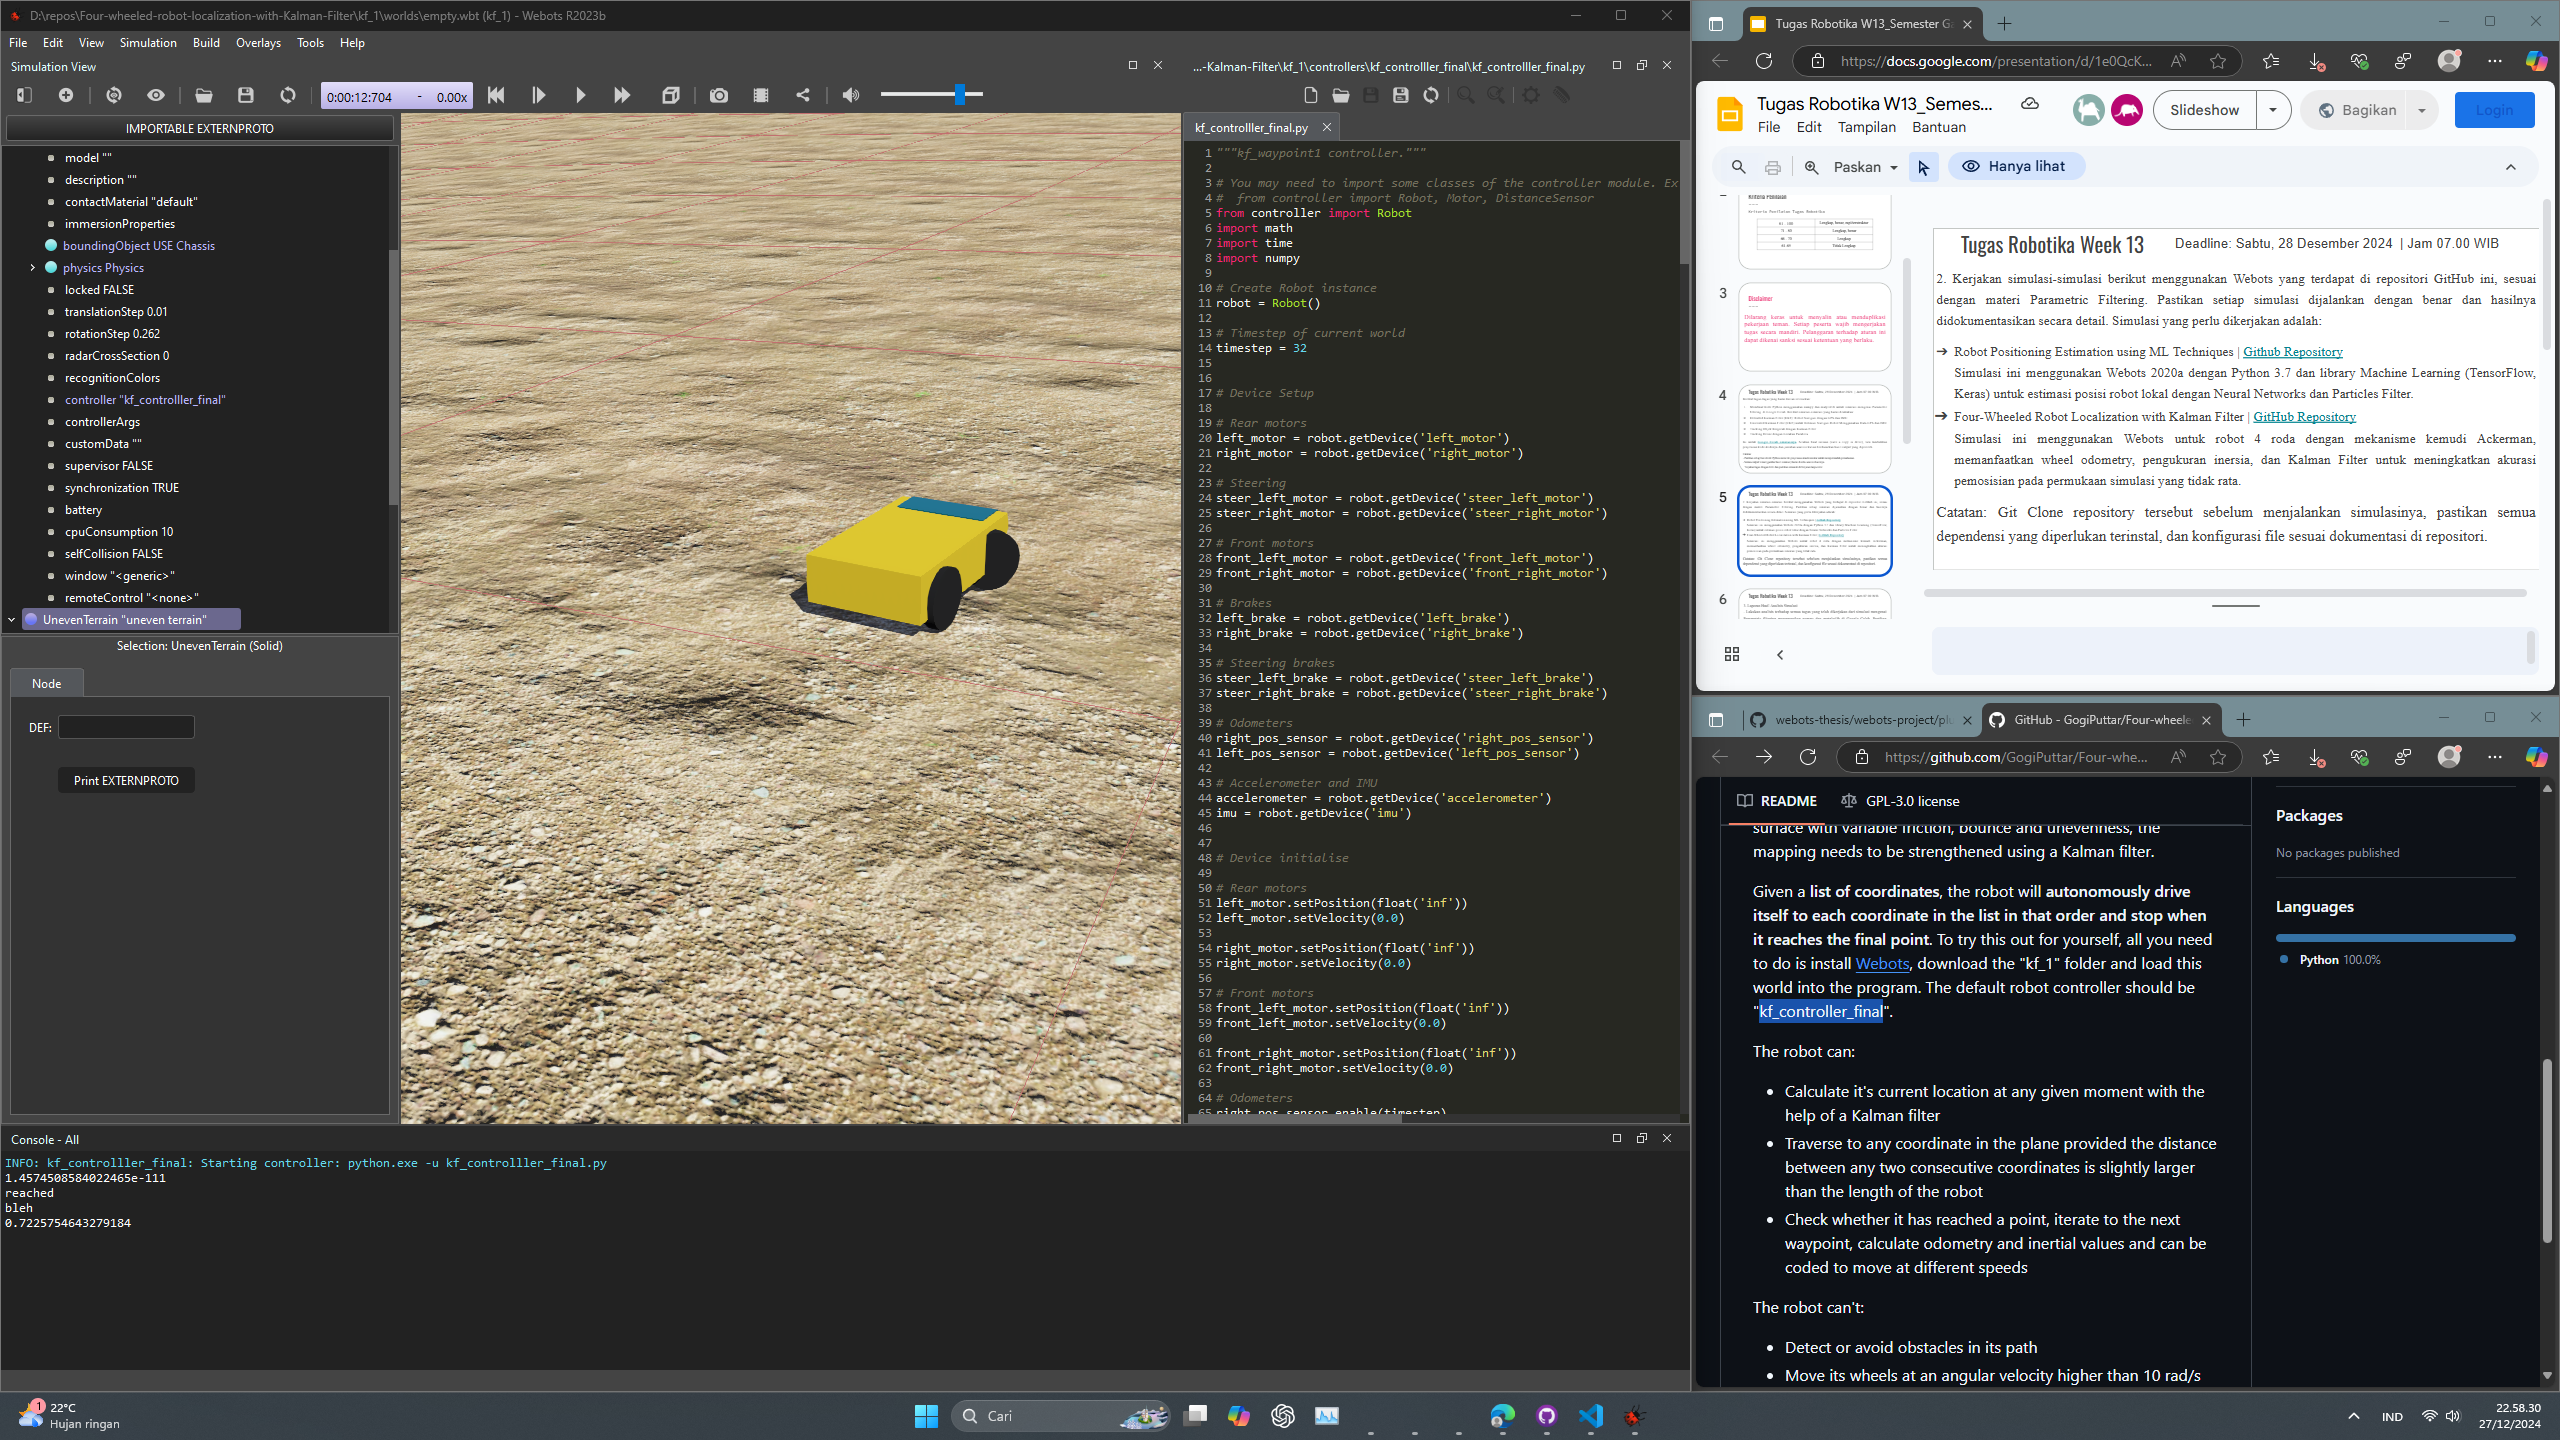 D:\repos\Four-wheeled-robot-localization-with-Kalman-Filter\kf_1\worlds\empty.wbt (kf_1) - Webots R2023b
File Edit View Simulation Build Overlays Tools Help
Simulation View
0:00:12:704 - 0.00x
IMPORTABLE EXTERNPROTO
model ""
description ""
contactMaterial "default"
immersionProperties
boundingObject USE Chassis
physics Physics
locked FALSE
translationStep 0.01
rotationStep 0.262
radarCrossSection 0
recognitionColors
controller "kf_controlller_final"
controllerArgs
customData ""
supervisor FALSE
synchronization TRUE
battery
cpuConsumption 10
selfCollision FALSE
window "<generic>"
remoteControl "<none>"
UnevenTerrain "uneven terrain"
Selection: UnevenTerrain (Solid)
Node
DEF:
Print EXTERNPROTO
...-Kalman-Filter\kf_1\controllers\kf_controlller_final\kf_controlller_final.py
kf_controlller_final.py
1 """kf_waypoint1 controller."""
2
3 # You may need to import some classes of the controller module. Ex
4 #  from controller import Robot, Motor, DistanceSensor
5 from controller import Robot
6 import math
7 import time
8 import numpy
9
10 # Create Robot instance
11 robot = Robot()
12
13 # Timestep of current world
14 timestep = 32
15
16
17 # Device Setup
18
19 # Rear motors
20 left_motor = robot.getDevice('left_motor')
21 right_motor = robot.getDevice('right_motor')
22
23 # Steering
24 steer_left_motor = robot.getDevice('steer_left_motor')
25 steer_right_motor = robot.getDevice('steer_right_motor')
26
27 # Front motors
28 front_left_motor = robot.getDevice('front_left_motor')
29 front_right_motor = robot.getDevice('front_right_motor')
30
31 # Brakes
32 left_brake = robot.getDevice('left_brake')
33 right_brake = robot.getDevice('right_brake')
34
35 # Steering brakes
36 steer_left_brake = robot.getDevice('steer_left_brake')
37 steer_right_brake = robot.getDevice('steer_right_brake')
38
39 # Odometers
40 right_pos_sensor = robot.getDevice('right_pos_sensor')
41 left_pos_sensor = robot.getDevice('left_pos_sensor')
42
43 # Accelerometer and IMU
44 accelerometer = robot.getDevice('accelerometer')
45 imu = robot.getDevice('imu')
46
47
48 # Device initialise
49
50 # Rear motors
51 left_motor.setPosition(float('inf'))
52 left_motor.setVelocity(0.0)
53
54 right_motor.setPosition(float('inf'))
55 right_motor.setVelocity(0.0)
56
57 # Front motors
58 front_left_motor.setPosition(float('inf'))
59 front_left_motor.setVelocity(0.0)
60
61 front_right_motor.setPosition(float('inf'))
62 front_right_motor.setVelocity(0.0)
63
64 # Odometers
65 right_pos_sensor.enable(timestep)
Console - All
INFO: kf_controlller_final: Starting controller: python.exe -u kf_controlller_final.py
1.4574508584022465e-111
reached
bleh
0.7225754643279184
Tugas Robotika W13_Semester Ga
https://docs.google.com/presentation/d/1e0QcK...
Tugas Robotika W13_Semes...
File Edit Tampilan Bantuan
Slideshow
Bagikan
Login
Paskan
Hanya lihat
Kriteria Penilaian
3
Disclaimer
4
5
6
Tugas Robotika Week 13
Deadline: Sabtu, 28 Desember 2024 | Jam 07.00 WIB
2. Kerjakan simulasi-simulasi berikut menggunakan Webots yang terdapat di repositori GitHub ini, sesuai
dengan materi Parametric Filtering. Pastikan setiap simulasi dijalankan dengan benar dan hasilnya
didokumentasikan secara detail. Simulasi yang perlu dikerjakan adalah:
➔ Robot Positioning Estimation using ML Techniques | Github Repository
Simulasi ini menggunakan Webots 2020a dengan Python 3.7 dan library Machine Learning (TensorFlow,
Keras) untuk estimasi posisi robot lokal dengan Neural Networks dan Particles Filter.
➔ Four-Wheeled Robot Localization with Kalman Filter | GitHub Repository
Simulasi ini menggunakan Webots untuk robot 4 roda dengan mekanisme kemudi Ackerman,
memanfaatkan wheel odometry, pengukuran inersia, dan Kalman Filter untuk meningkatkan akurasi
pemosisian pada permukaan simulasi yang tidak rata.
Catatan: Git Clone repository tersebut sebelum menjalankan simulasinya, pastikan semua
dependensi yang diperlukan terinstal, dan konfigurasi file sesuai dokumentasi di repositori.
webots-thesis/webots-project/plu
GitHub - GogiPuttar/Four-wheele
https://github.com/GogiPuttar/Four-whe...
README
GPL-3.0 license
surface with variable friction, bounce and unevenness, the
mapping needs to be strengthened using a Kalman filter.
Given a list of coordinates, the robot will autonomously drive
itself to each coordinate in the list in that order and stop when
it reaches the final point. To try this out for yourself, all you need
to do is install Webots, download the "kf_1" folder and load this
world into the program. The default robot controller should be
"kf_controller_final".
The robot can:
• Calculate it's current location at any given moment with the
help of a Kalman filter
• Traverse to any coordinate in the plane provided the distance
between any two consecutive coordinates is slightly larger
than the length of the robot
• Check whether it has reached a point, iterate to the next
waypoint, calculate odometry and inertial values and can be
coded to move at different speeds
The robot can't:
• Detect or avoid obstacles in its path
• Move its wheels at an angular velocity higher than 10 rad/s
Packages
No packages published
Languages
Python 100.0%
1
22°C
Hujan ringan
Cari
IND
22.58.30
27/12/2024